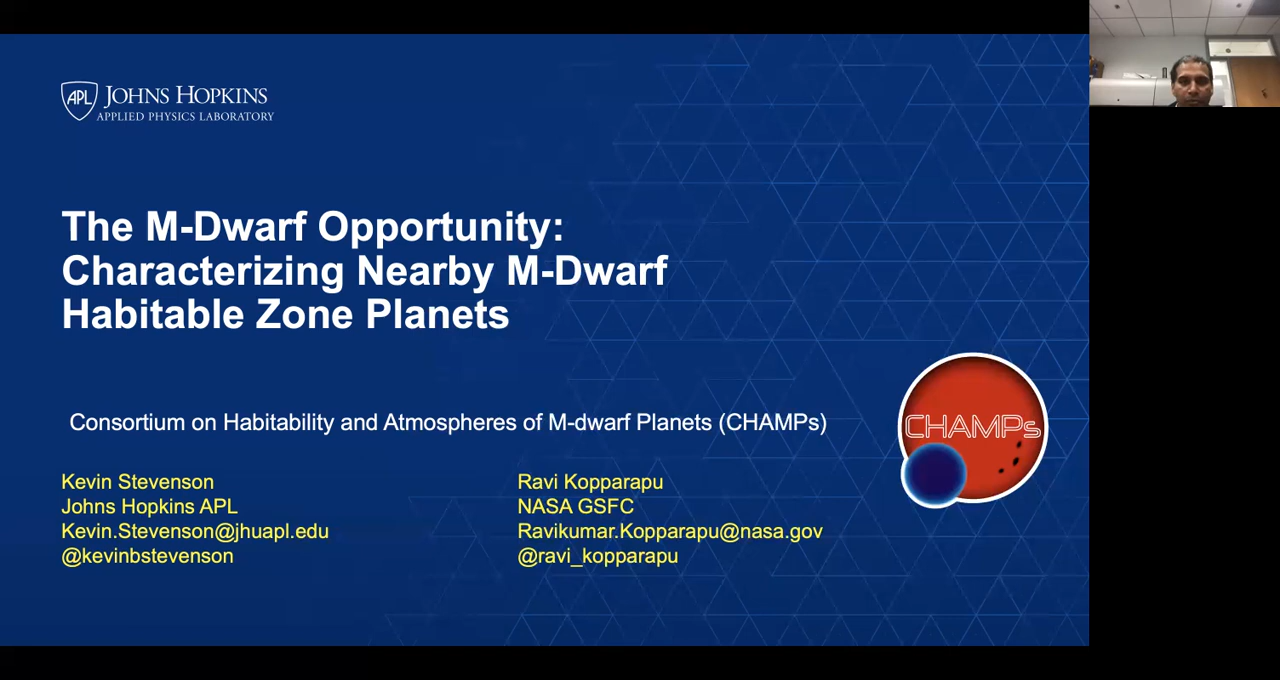 APL
JOHNS HOPKINS
APPLIED PHYSICS LABORATORY
The M-Dwarf Opportunity:
Characterizing Nearby M-Dwarf
Habitable Zone Planets
CHAMPs
Consortium on Habitability and Atmospheres of M-dwarf Planets (CHAMPs)
Kevin Stevenson
Johns Hopkins APL
Kevin.Stevenson@jhuapl.edu
@kevinbstevenson
Ravi Kopparapu
NASA GSFC
Ravikumar.Kopparapu@nasa.gov
@ravi_kopparapu